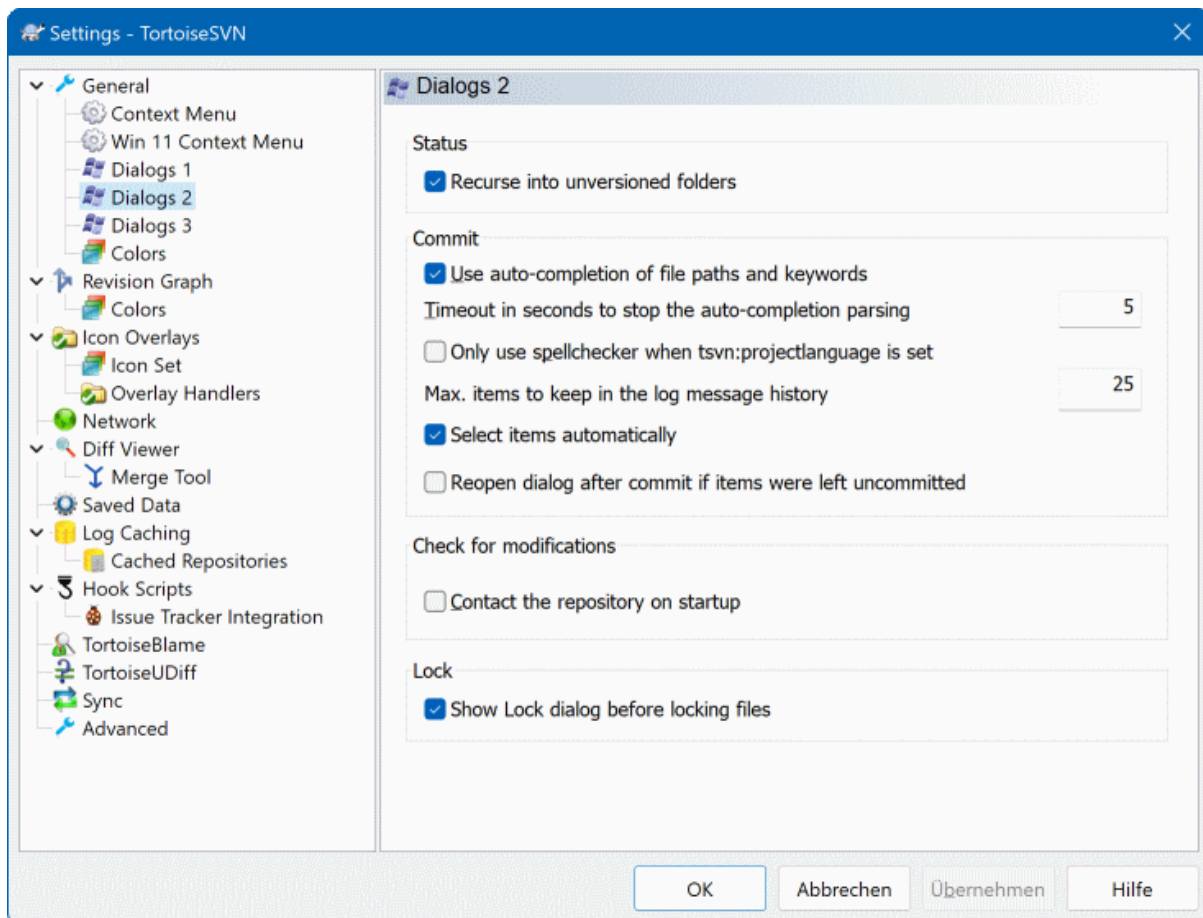 Settings - TortoiseSVN
General
Context Menu
Win 11 Context Menu
Dialogs 1
Dialogs 2
Dialogs 3
Colors
Revision Graph
Colors
Icon Overlays
Icon Set
Overlay Handlers
Network
Diff Viewer
Merge Tool
Saved Data
Log Caching
Cached Repositories
Hook Scripts
Issue Tracker Integration
TortoiseBlame
TortoiseUDiff
Sync
Advanced
Dialogs 2
Status
Recurse into unversioned folders
Commit
Use auto-completion of file paths and keywords
Timeout in seconds to stop the auto-completion parsing 5
Only use spellchecker when tsvn:projectlanguage is set
Max. items to keep in the log message history 25
Select items automatically
Reopen dialog after commit if items were left uncommitted
Check for modifications
Contact the repository on startup
Lock
Show Lock dialog before locking files
OK Abbrechen Übernehmen Hilfe